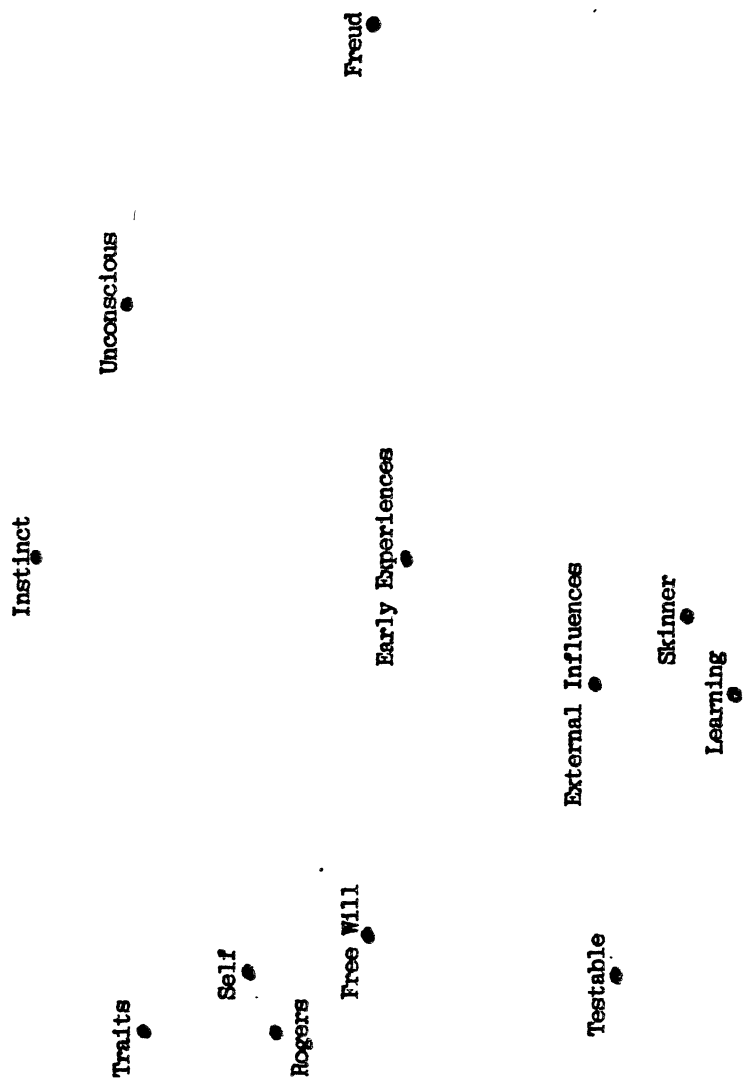 Instinct
Unconscious
Traits
Self
Rogers
Free Will
Freud
Early Experiences
External Influences
Testable
Skinner
Learning